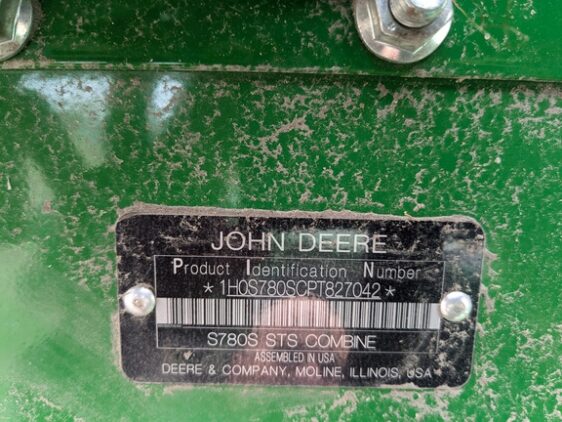 JOHN DEERE
Product Identification Number
*1H0S780SCPT827042*
S780S STS COMBINE
ASSEMBLED IN USA
DEERE & COMPANY, MOLINE, ILLINOIS, USA